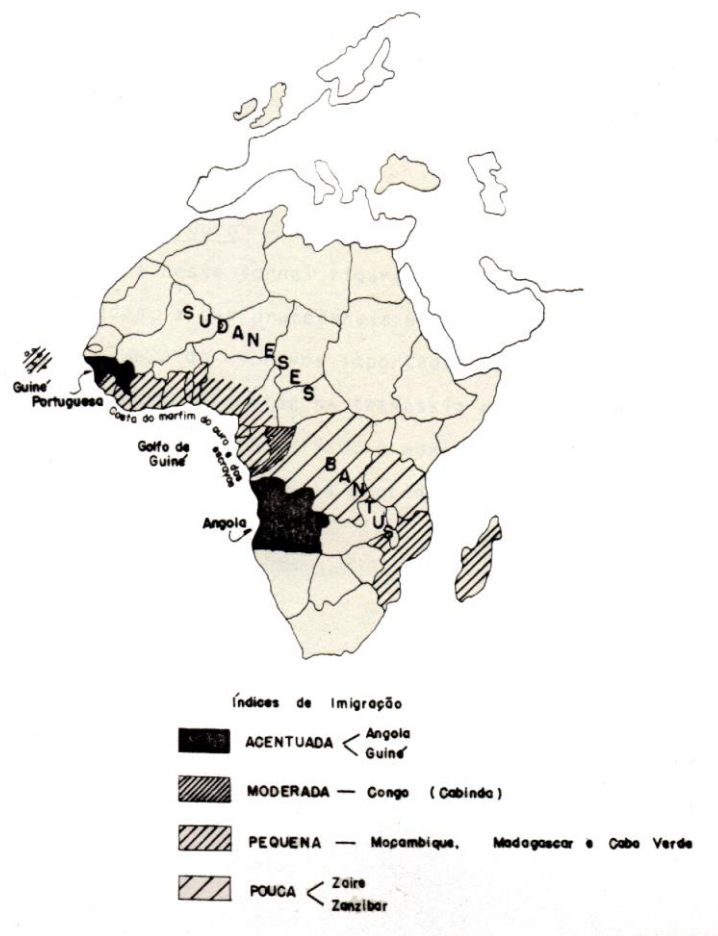 SUDANESES
Guiné
Portuguesa
Costa do marfim do ouro e dos
escravos
Golfo de
Guiné
BANTUS
Angola
Índices de Imigração
ACENTUADA < Angola
Guiné
MODERADA — Congo (Cabinda)
PEQUENA — Moçambique, Madagascar e Cabo Verde
POUCA < Zaire
Zanzibar